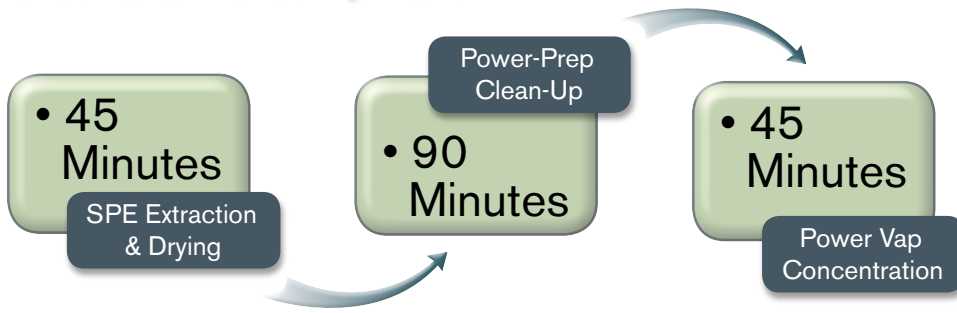 • 45
Minutes
SPE Extraction
& Drying
Power-Prep
Clean-Up
• 90
Minutes
• 45
Minutes
Power Vap
Concentration